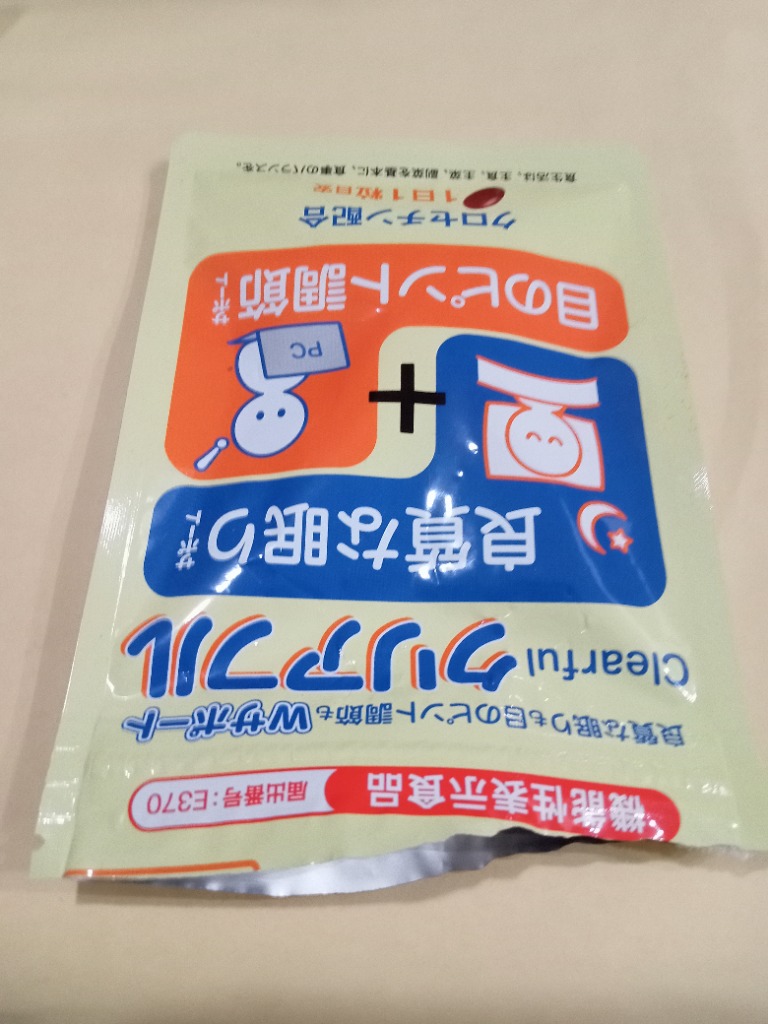 機能性表示食品 届出番号:E370
良質な眠りも目のピント調節もWサポート
Clearful クリアフル
良質な眠り サポート
PC
+
目のピント調節 サポート
クロセチン配合
1日1粒目安
食生活は、主食、主菜、副菜を基本に、食事のバランスを。